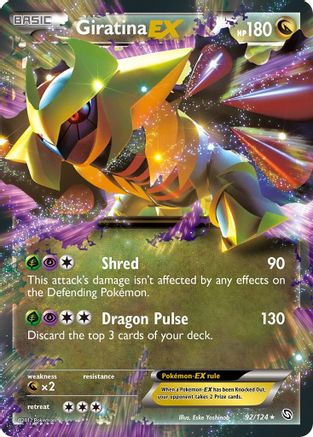 BASIC
Giratina EX
HP180
Shred 90
This attack's damage isn't affected by any effects on
the Defending Pokémon.
Dragon Pulse 130
Discard the top 3 cards of your deck.
weakness resistance
×2
retreat
Pokémon-EX rule
When a Pokémon-EX has been Knocked Out,
your opponent takes 2 Prize cards.
Illus. Eske Yoshinob
92/124 ★